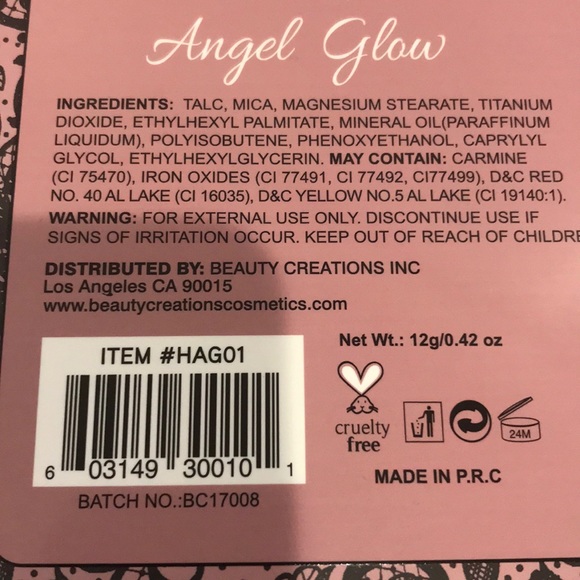 Angel Glow
INGREDIENTS: TALC, MICA, MAGNESIUM STEARATE, TITANIUM
DIOXIDE, ETHYLHEXYL PALMITATE, MINERAL OIL(PARAFFINUM
LIQUIDUM), POLYISOBUTENE, PHENOXYETHANOL, CAPRYLYL
GLYCOL, ETHYLHEXYLGLYCERIN. MAY CONTAIN: CARMINE
(CI 75470), IRON OXIDES (CI 77491, CI 77492, CI77499), D&C RED
NO. 40 AL LAKE (CI 16035), D&C YELLOW NO.5 AL LAKE (CI 19140:1).
WARNING: FOR EXTERNAL USE ONLY. DISCONTINUE USE IF
SIGNS OF IRRITATION OCCUR. KEEP OUT OF REACH OF CHILDRE
DISTRIBUTED BY: BEAUTY CREATIONS INC
Los Angeles CA 90015
www.beautycreationscosmetics.com
ITEM #HAG01
6 03149 30010 1
BATCH NO.:BC17008
Net Wt.: 12g/0.42 oz
cruelty
free
24M
MADE IN P.R.C